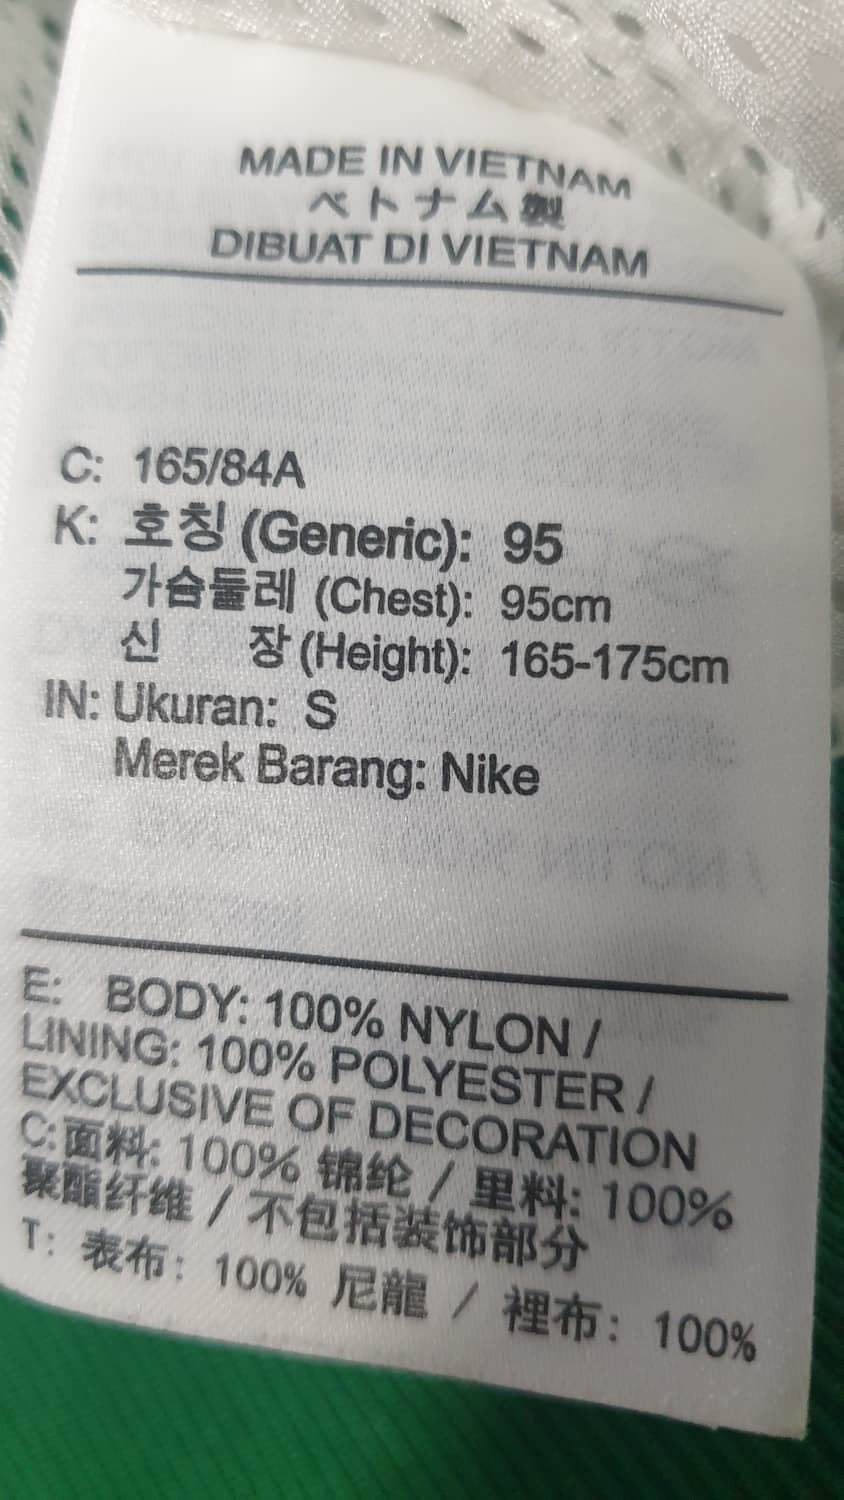 MADE IN VIETNAM
ベトナム製
DIBUAT DI VIETNAM
C: 165/84A
K: 호칭 (Generic): 95
가슴둘레 (Chest): 95cm
신 장 (Height): 165-175cm
IN: Ukuran: S
Merek Barang: Nike
E: BODY: 100% NYLON /
LINING: 100% POLYESTER /
EXCLUSIVE OF DECORATION
C: 面料: 100% 锦纶 / 里料: 100%
聚酯纤维 / 不包括装饰部分
T: 表布: 100% 尼龍 / 裡布: 100%